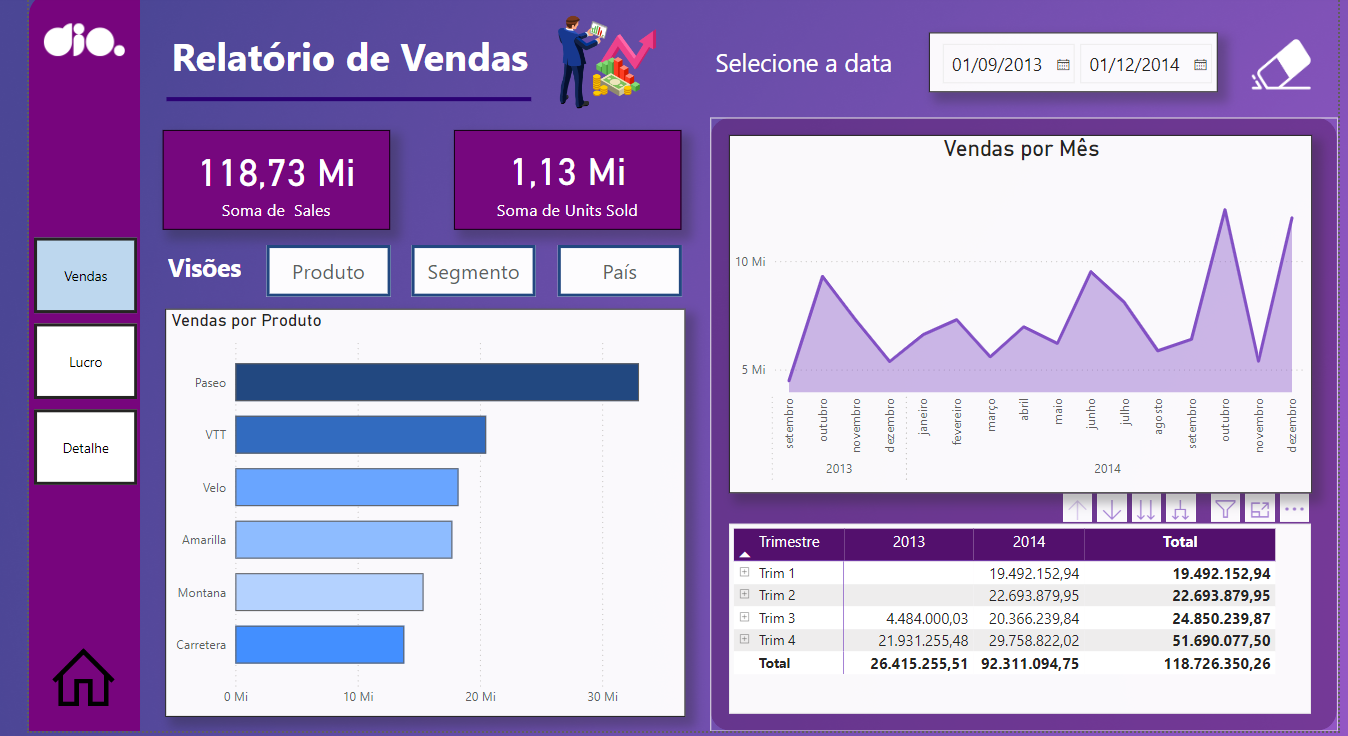 dio.
Relatório de Vendas
Selecione a data
01/09/2013
01/12/2014
118,73 Mi
Soma de Sales
1,13 Mi
Soma de Units Sold
Vendas
Lucro
Detalhe
Visões
Produto
Segmento
País
Vendas por Produto
Paseo
VTT
Velo
Amarilla
Montana
Carretera
0 Mi
10 Mi
20 Mi
30 Mi
Vendas por Mês
10 Mi
5 Mi
setembro
outubro
novembro
dezembro
janeiro
fevereiro
março
abril
maio
junho
julho
agosto
setembro
outubro
novembro
dezembro
2013
2014
Trimestre 2013 2014 Total
Trim 1 19.492.152,94 19.492.152,94
Trim 2 22.693.879,95 22.693.879,95
Trim 3 4.484.000,03 20.366.239,84 24.850.239,87
Trim 4 21.931.255,48 29.758.822,02 51.690.077,50
Total 26.415.255,51 92.311.094,75 118.726.350,26